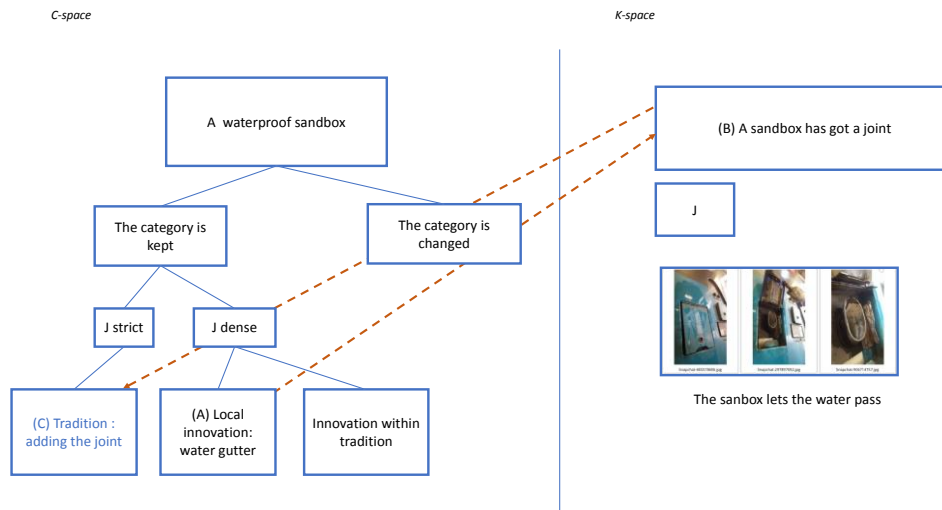 C-space
K-space
A waterproof sandbox
(B) A sandbox has got a joint
The category is
kept
The category is
changed
J
J strict
J dense
(C) Tradition :
adding the joint
(A) Local
innovation:
water gutter
Innovation within
tradition
The sanbox lets the water pass